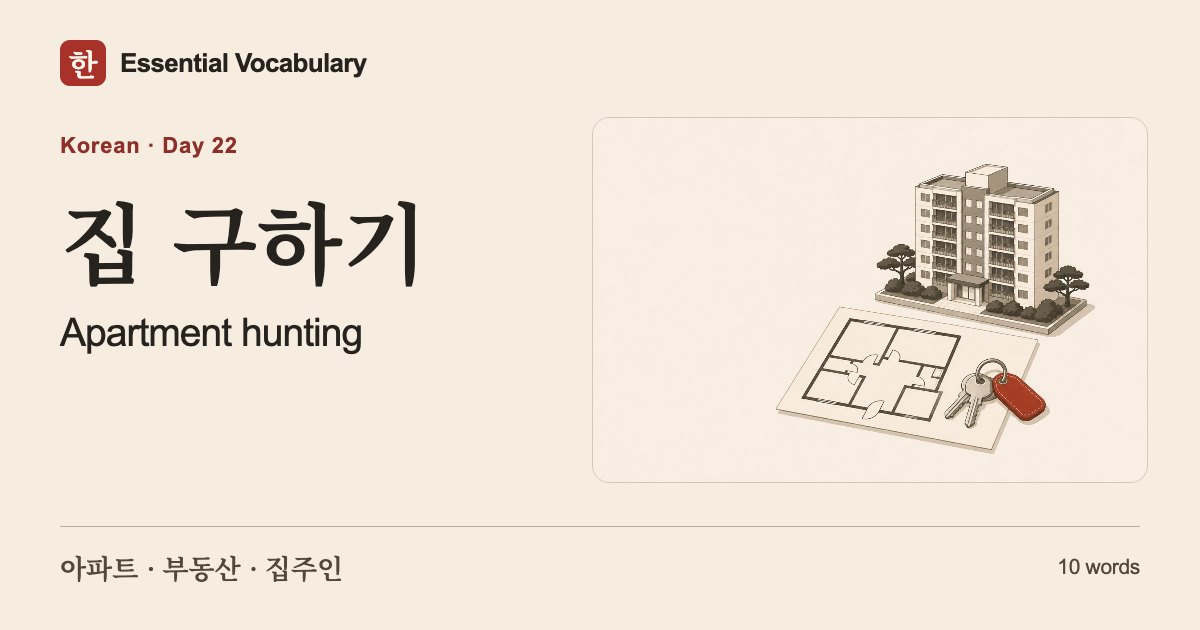 한 Essential Vocabulary
Korean · Day 22
집 구하기
Apartment hunting
아파트 · 부동산 · 집주인
10 words